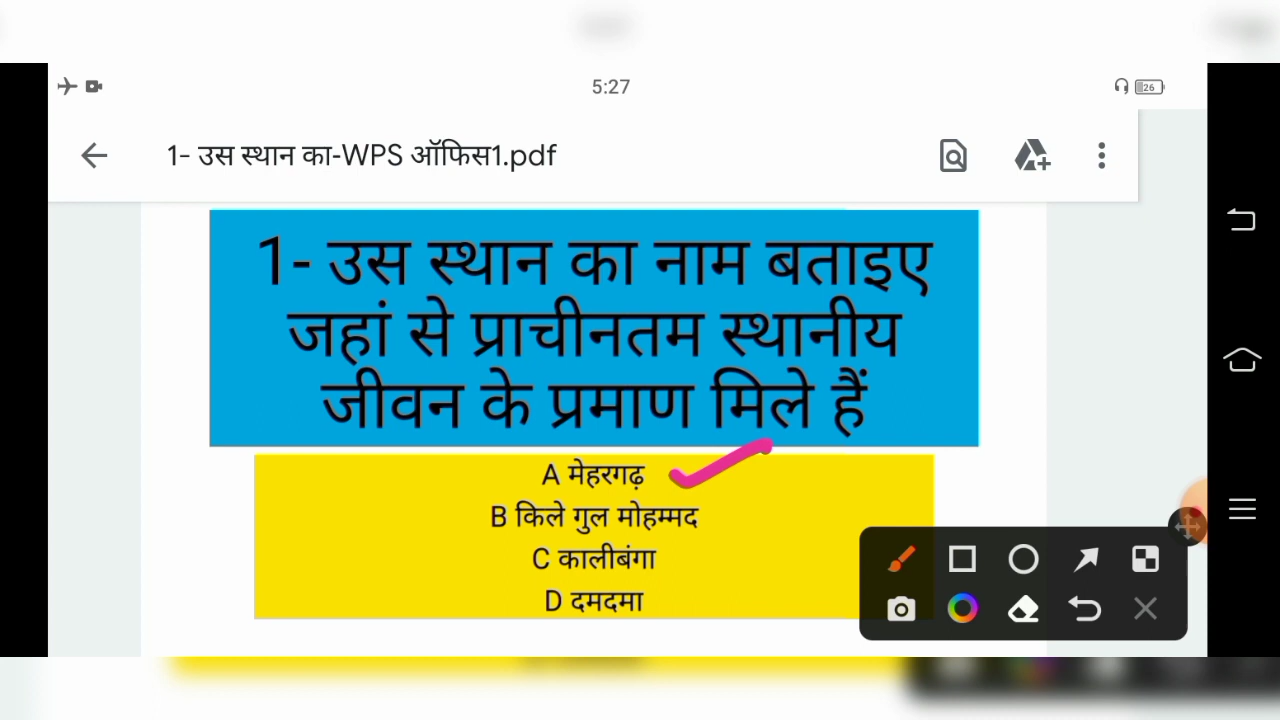 5:27
26
1- उस स्थान का-WPS ऑफिस1.pdf
1- उस स्थान का नाम बताइए
जहां से प्राचीनतम स्थानीय
जीवन के प्रमाण मिले हैं
A मेहरगढ़
B किले गुल मोहम्मद
C कालीबंगा
D दमदमा